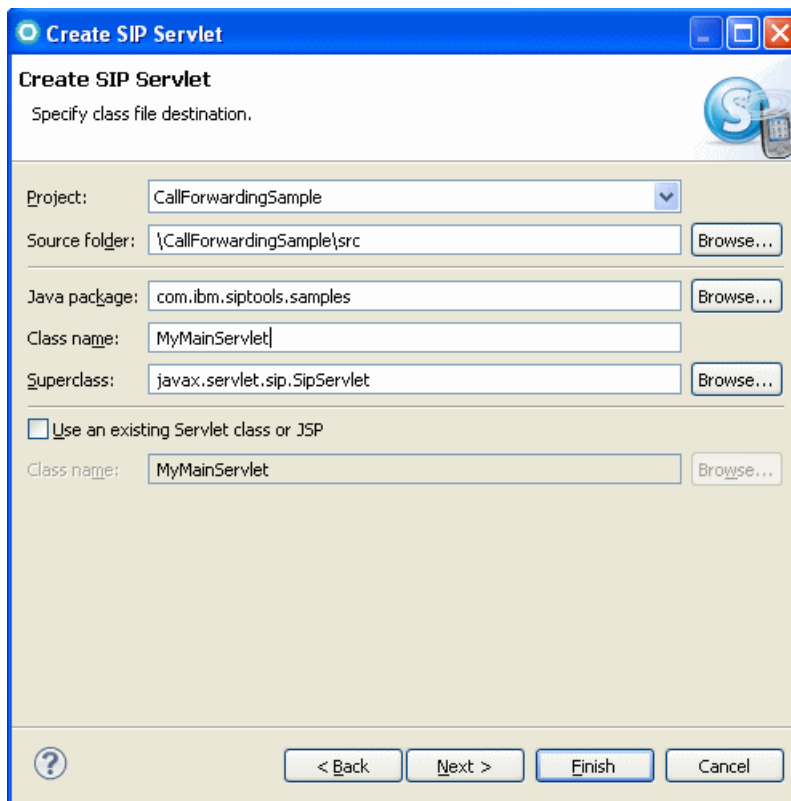 Create SIP Servlet
Create SIP Servlet
Specify class file destination.
S
Project: CallForwardingSample
Source folder: \CallForwardingSample\src Browse...
Java package: com.ibm.siptools.samples Browse...
Class name: MyMainServlet
Superclass: javax.servlet.sip.SipServlet Browse...
Use an existing Servlet class or JSP
Class name: MyMainServlet Browse...
? < Back Next > Finish Cancel